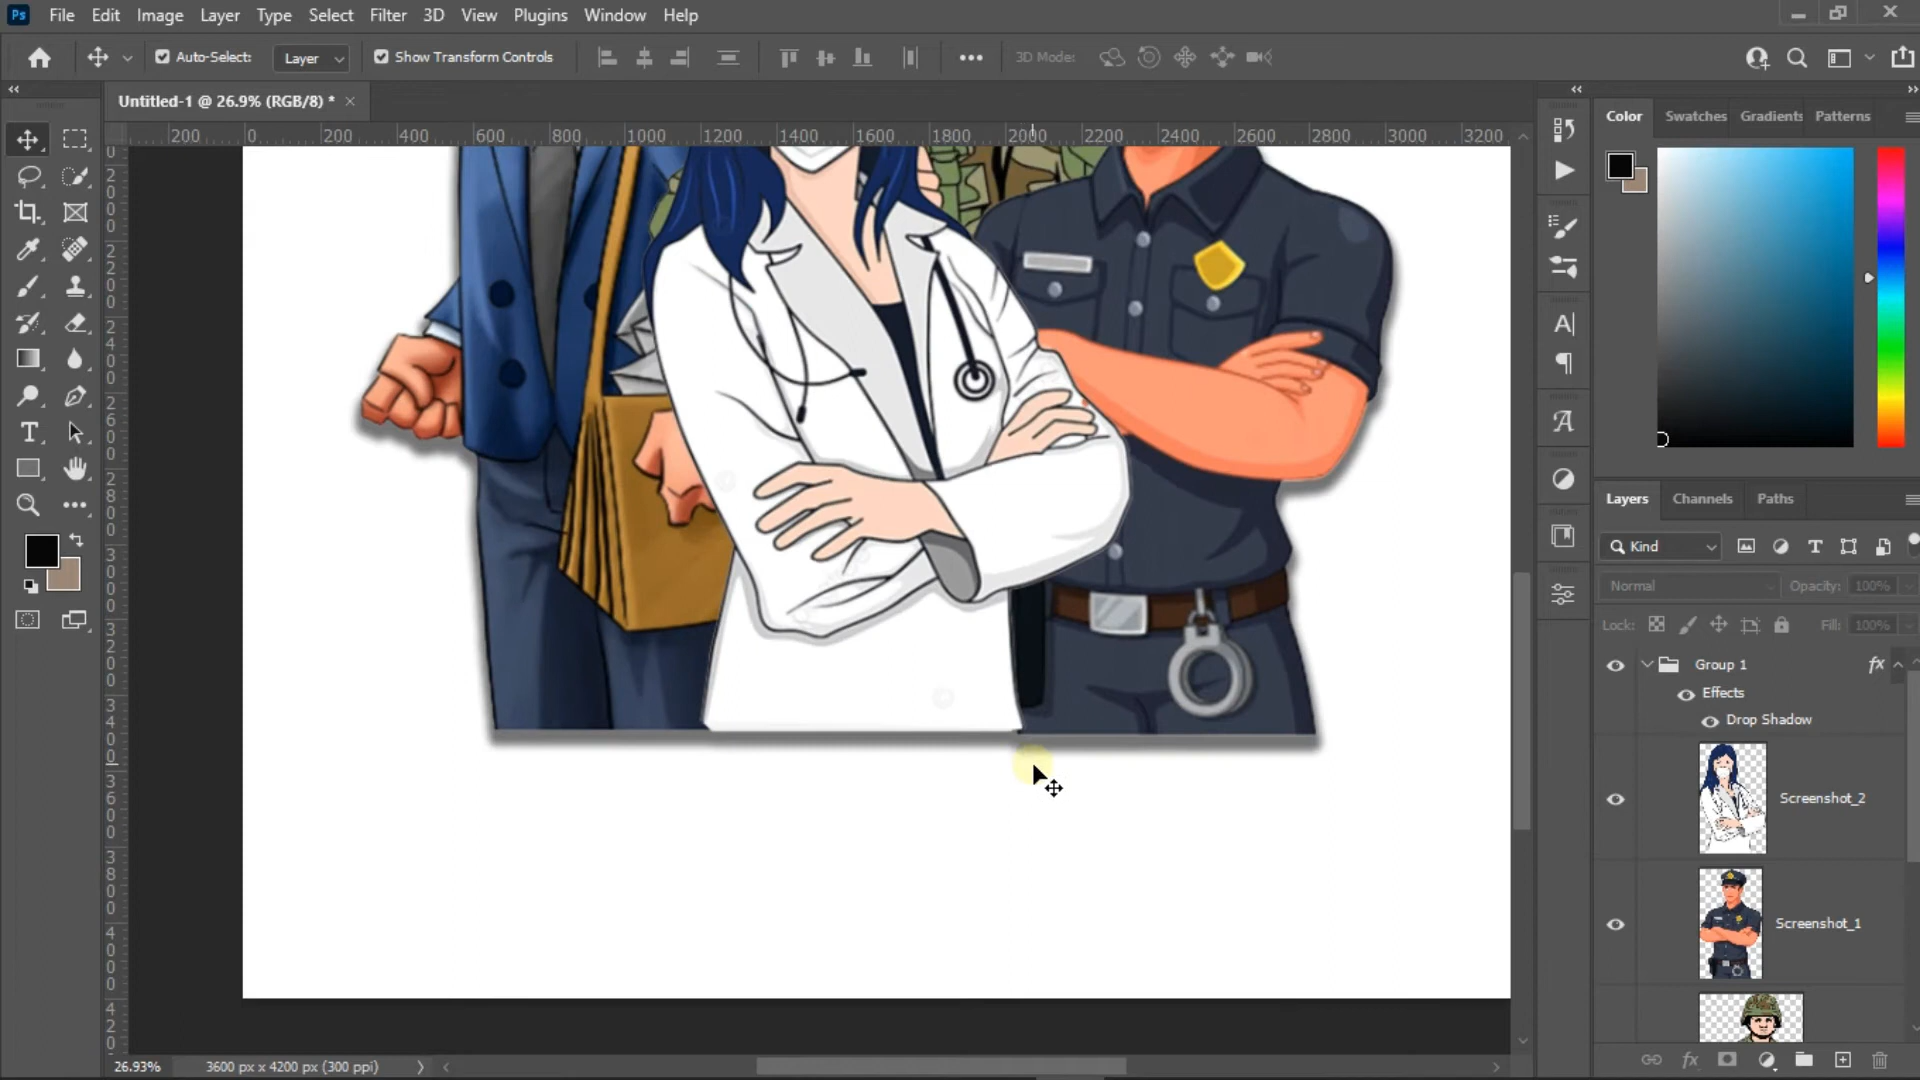 Ps File Edit Image Layer Type Select Filter 3D View Plugins Window Help
Auto-Select: Layer Show Transform Controls 3D Mode:
Untitled-1 @ 26.9% (RGB/8) *
200 0 200 400 600 800 1000 1200 1400 1600 1800 2000 2200 2400 2600 2800 3000 3200
Color Swatches Gradients Patterns
Layers Channels Paths
Kind
Normal Opacity: 100%
Lock: Fill: 100%
Group 1 fx
Effects
Drop Shadow
Screenshot_2
Screenshot_1
26.93% 3600 px x 4200 px (300 ppi)
fx